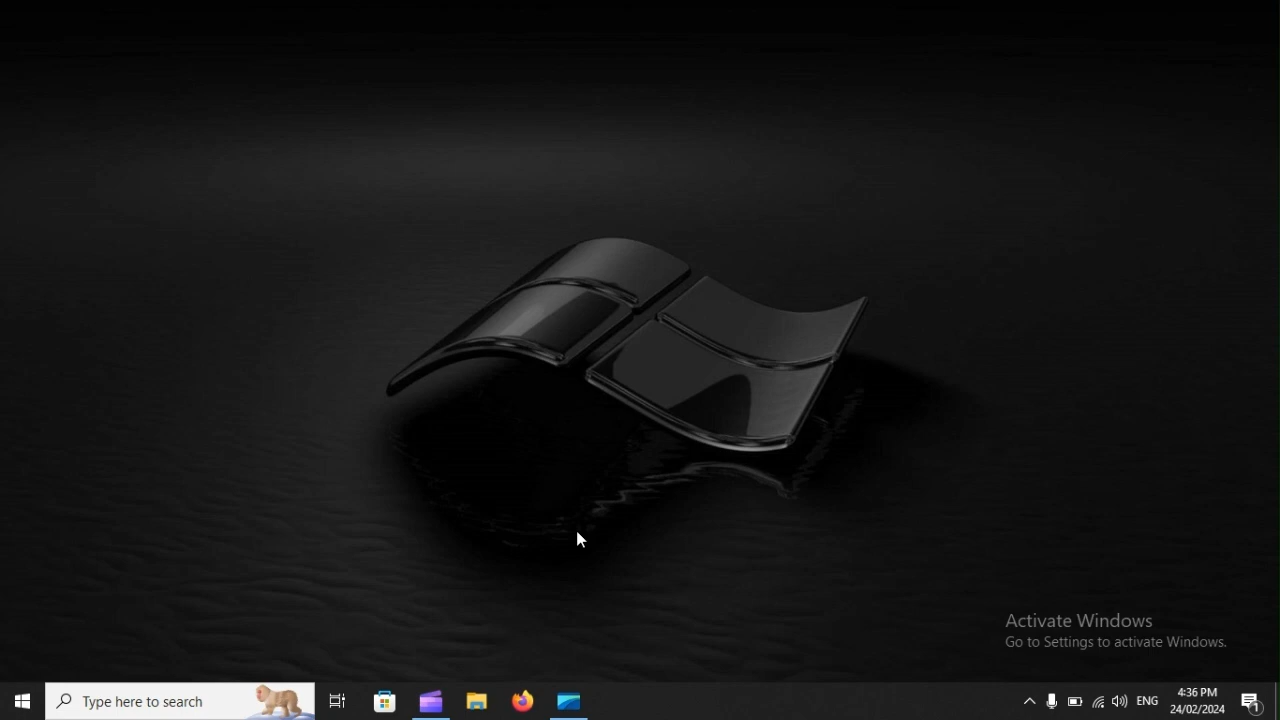 Activate Windows
Go to Settings to activate Windows.
Type here to search
ENG
4:36 PM
24/02/2024
1